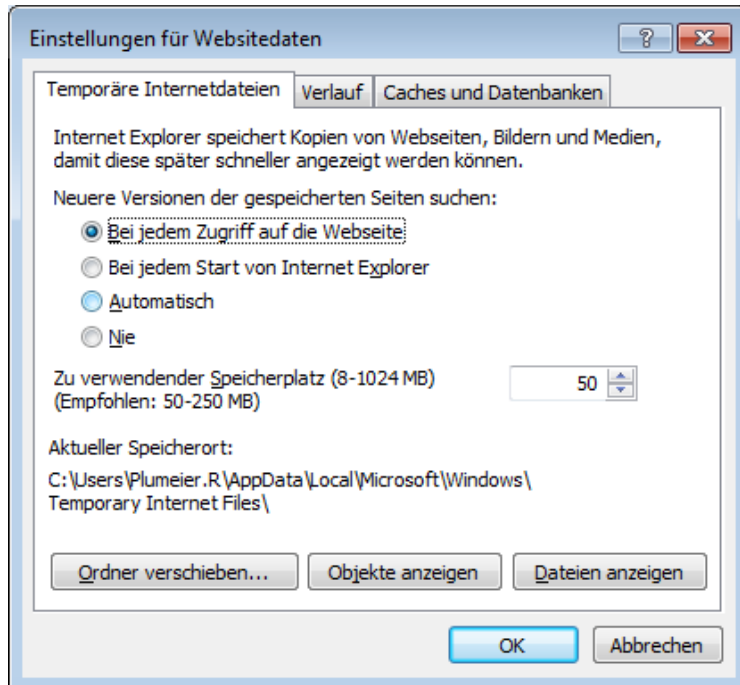 Einstellungen für Websitedaten
Temporäre Internetdateien
Verlauf
Caches und Datenbanken
Internet Explorer speichert Kopien von Webseiten, Bildern und Medien,
damit diese später schneller angezeigt werden können.
Neuere Versionen der gespeicherten Seiten suchen:
Bei jedem Zugriff auf die Webseite
Bei jedem Start von Internet Explorer
Automatisch
Nie
Zu verwendender Speicherplatz (8-1024 MB)
(Empfohlen: 50-250 MB)
50
Aktueller Speicherort:
C:\Users\Plumeier.R\AppData\Local\Microsoft\Windows\
Temporary Internet Files\
Ordner verschieben...
Objekte anzeigen
Dateien anzeigen
OK
Abbrechen